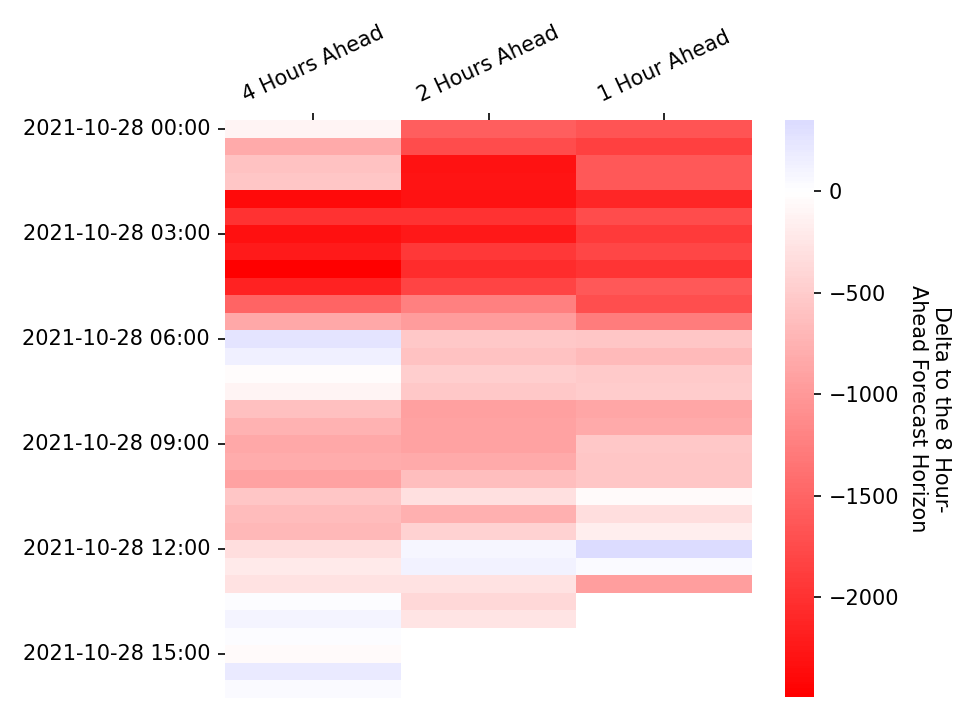 4 Hours Ahead
2 Hours Ahead
1 Hour Ahead
2021-10-28 00:00
2021-10-28 03:00
2021-10-28 06:00
2021-10-28 09:00
2021-10-28 12:00
2021-10-28 15:00
0
−500
−1000
−1500
−2000
Delta to the 8 Hour-
Ahead Forecast Horizon